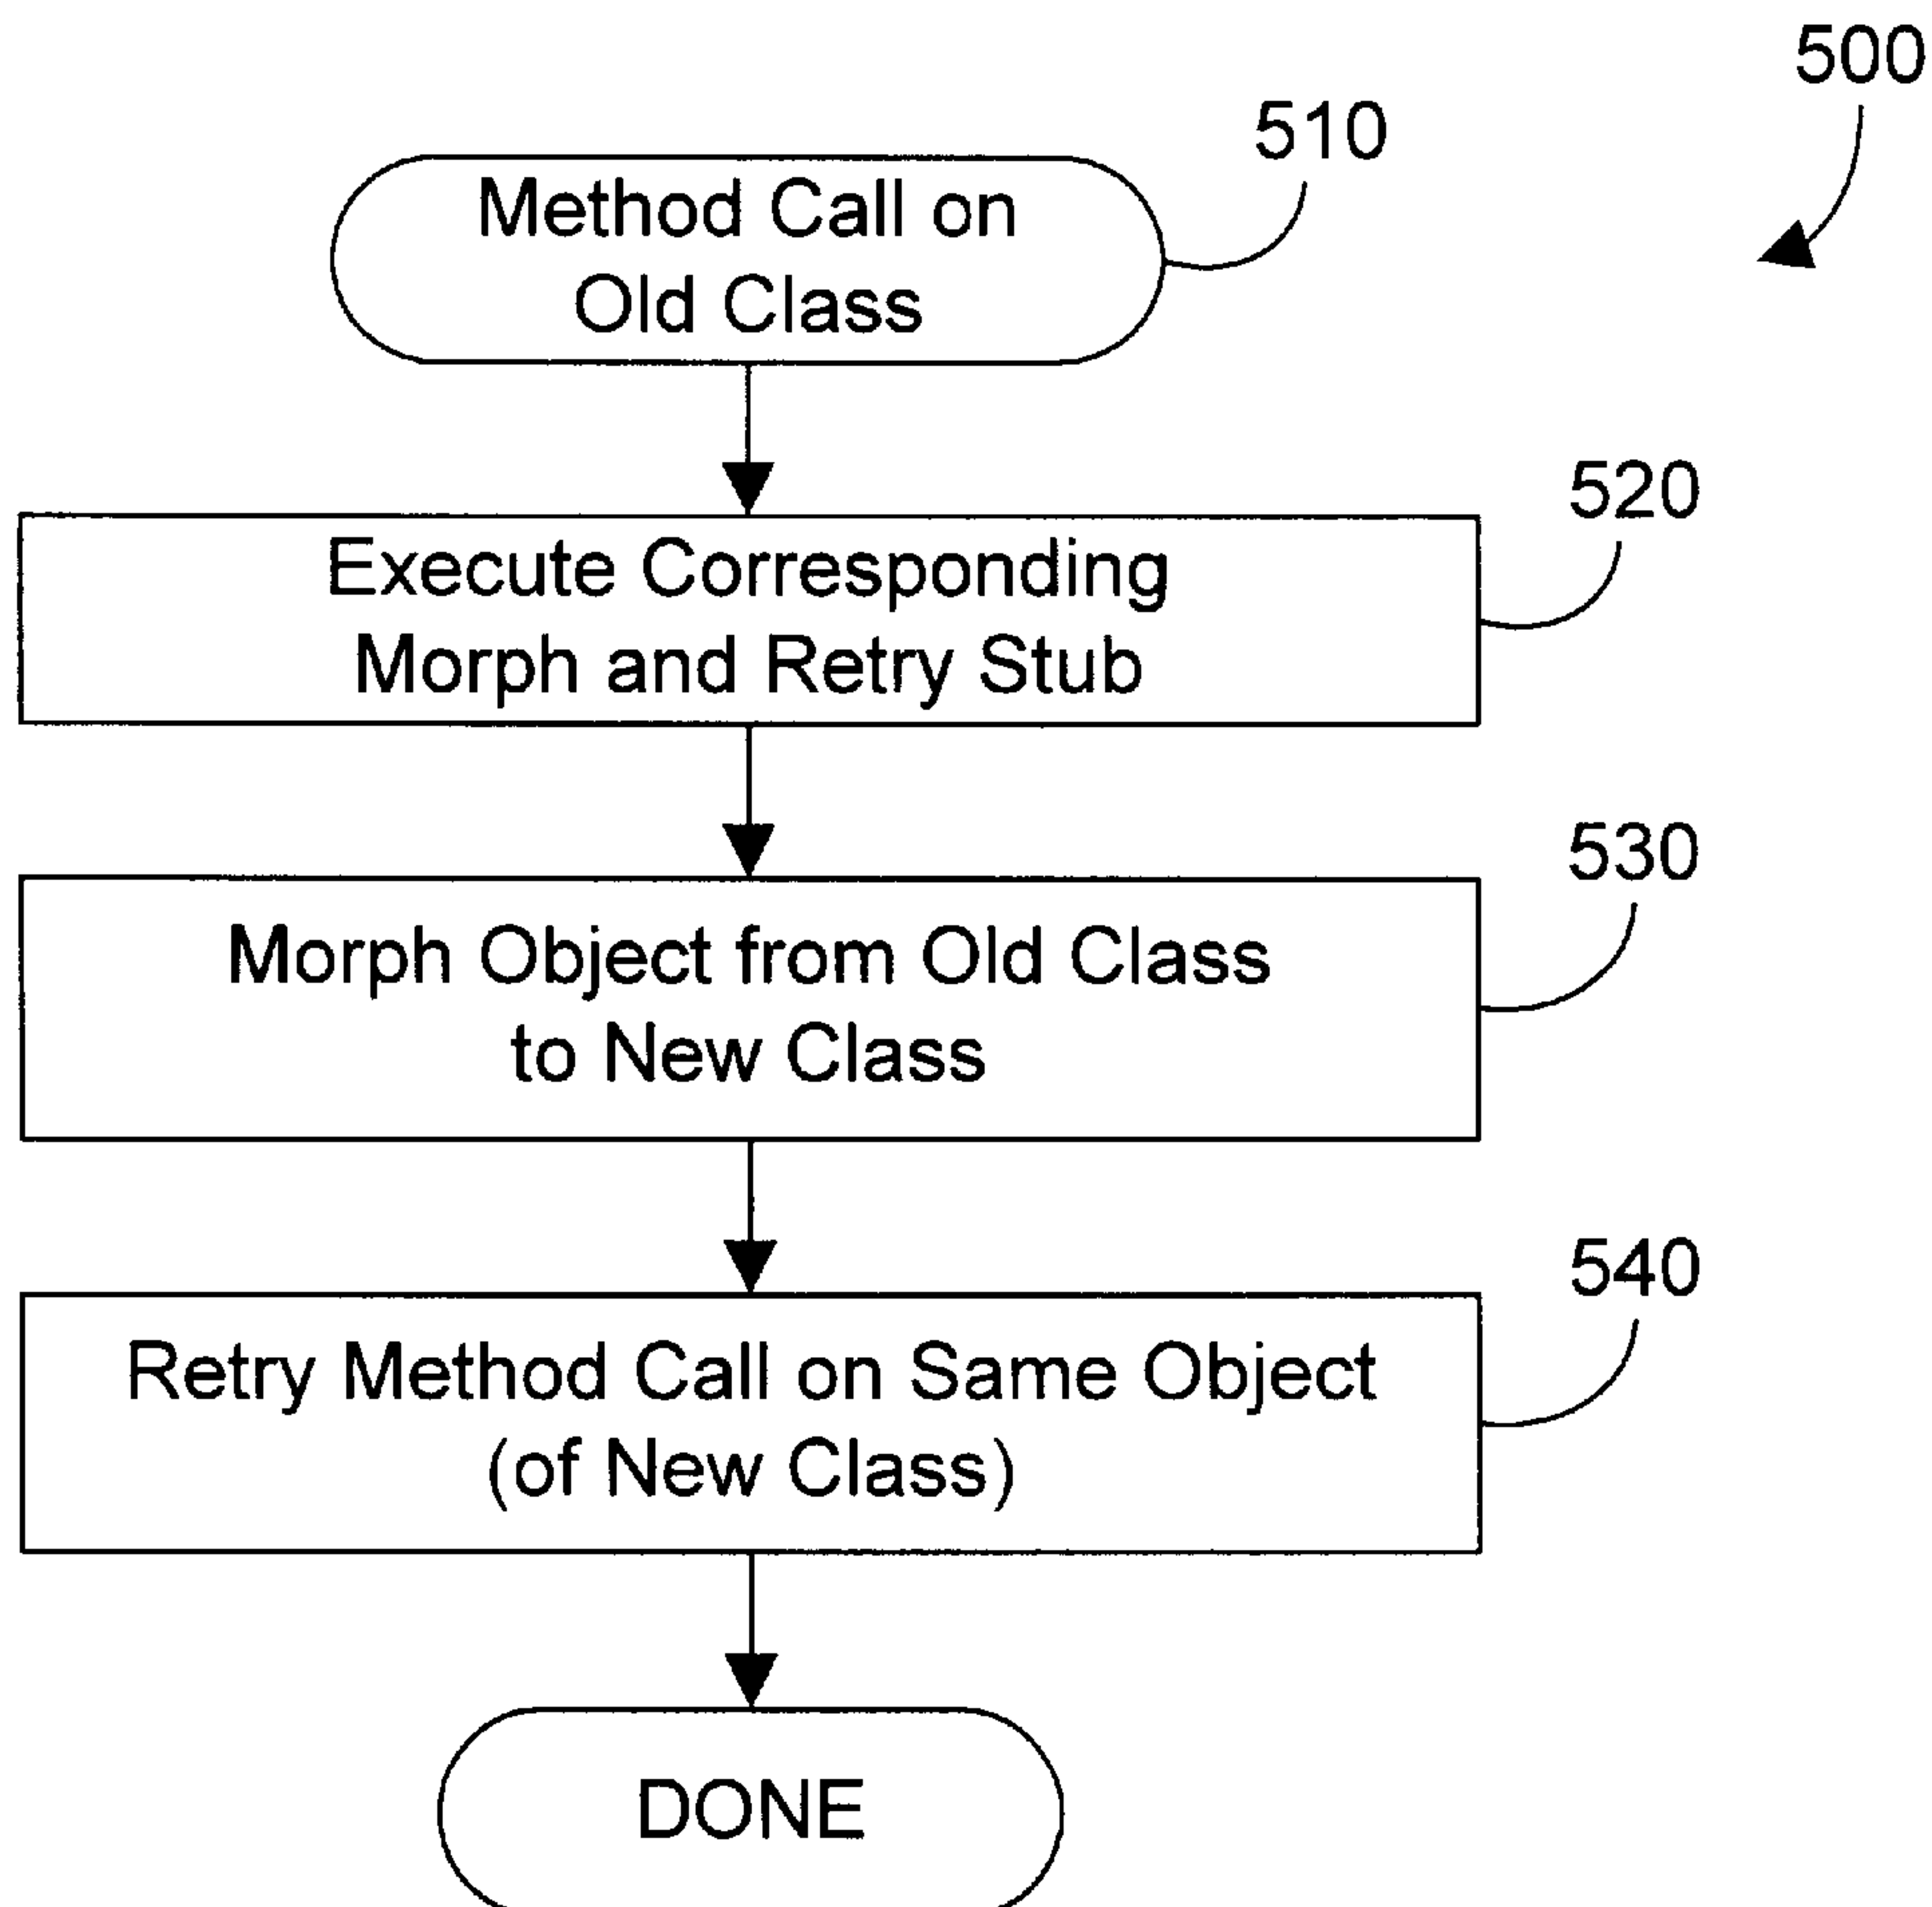 500
510
Method Call on
Old Class
520
Execute Corresponding
Morph and Retry Stub
530
Morph Object from Old Class
to New Class
540
Retry Method Call on Same Object
(of New Class)
DONE